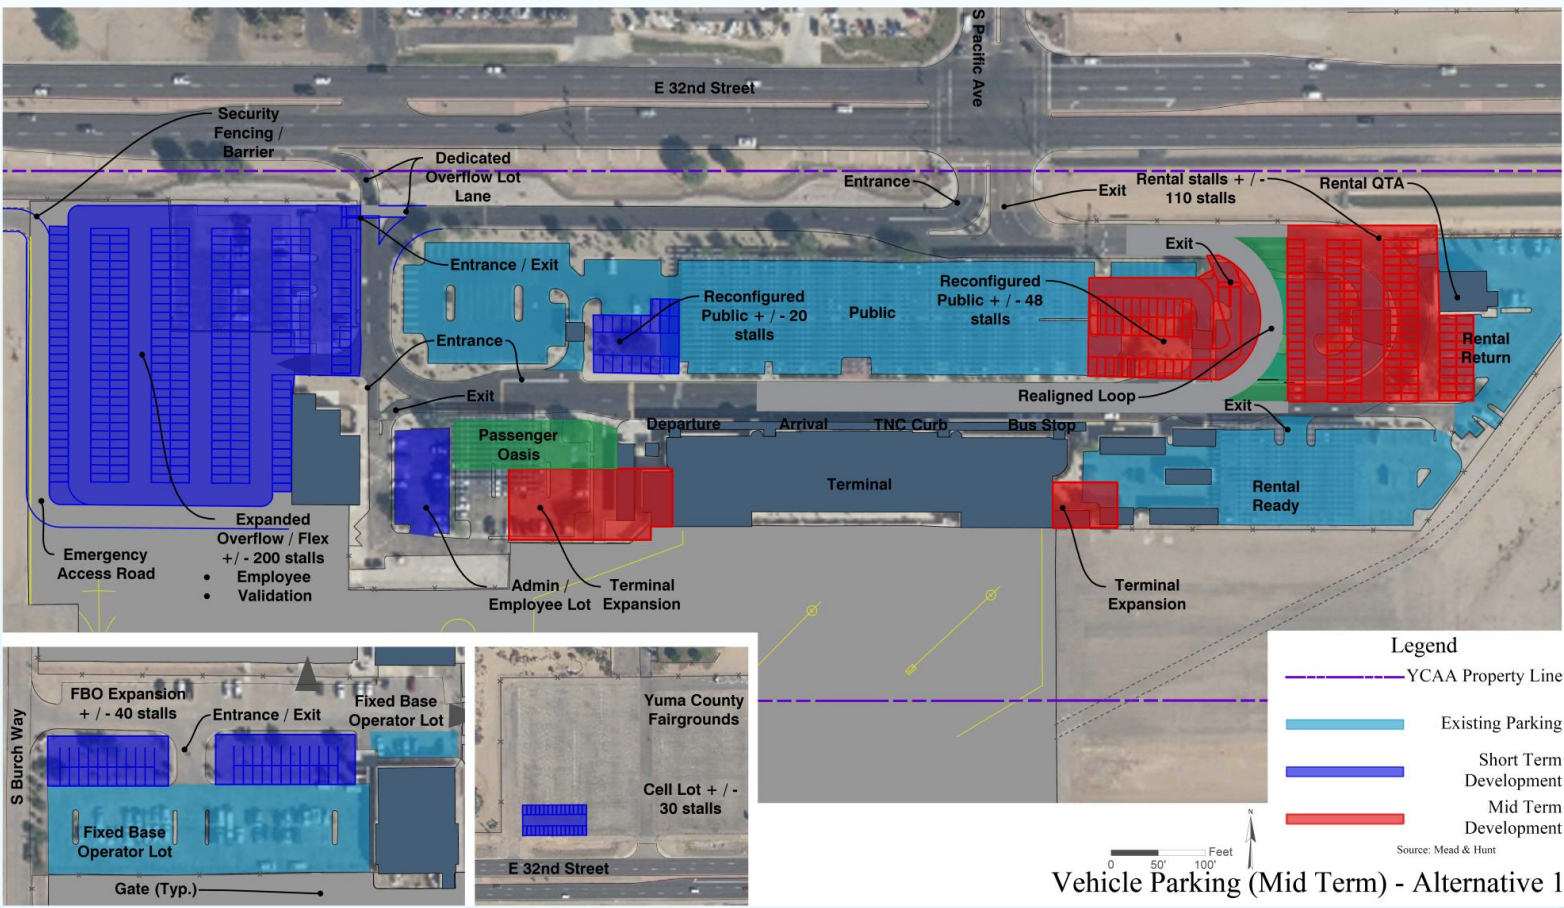 S Pacific Ave
E 32nd Street
Security
Fencing /
Barrier
Dedicated
Overflow Lot
Lane
Entrance
Exit
Rental stalls + / -
110 stalls
Rental QTA
Entrance / Exit
Exit
Reconfigured
Public + / - 20
stalls
Public
Reconfigured
Public + / - 48
stalls
Entrance
Rental
Return
Exit
Realigned Loop
Exit
Departure
Arrival
TNC Curb
Bus Stop
Passenger
Oasis
Terminal
Rental
Ready
Expanded
Overflow / Flex
+ / - 200 stalls
• Employee
• Validation
Emergency
Access Road
Admin /
Employee Lot
Terminal
Expansion
Terminal
Expansion
S Burch Way
FBO Expansion
+ / - 40 stalls
Entrance / Exit
Fixed Base
Operator Lot
Fixed Base
Operator Lot
Gate (Typ.)
Yuma County
Fairgrounds
Cell Lot + / -
30 stalls
E 32nd Street
Legend
YCAA Property Line
Existing Parking
Short Term
Development
Mid Term
Development
Source: Mead & Hunt
N
Feet
0 50' 100'
Vehicle Parking (Mid Term) - Alternative 1